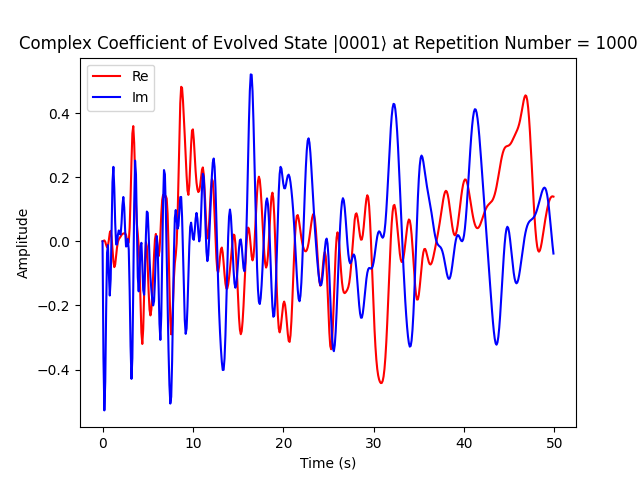 Complex Coefficient of Evolved State |0001⟩ at Repetition Number = 1000
Re
Im
0.4
0.2
0.0
−0.2
−0.4
Amplitude
0 10 20 30 40 50
Time (s)